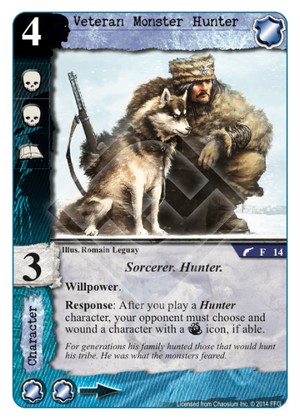 4
Veteran Monster Hunter
Illus. Romain Leguay
F 14
3
Sorcerer. Hunter.
Willpower.
Response: After you play a Hunter
character, your opponent must choose and
wound a character with a icon, if able.
For generations his family hunted those that would hunt
his tribe. He was what the monsters feared.
Character
Licensed from Chaosium Inc. © 2014 FFG